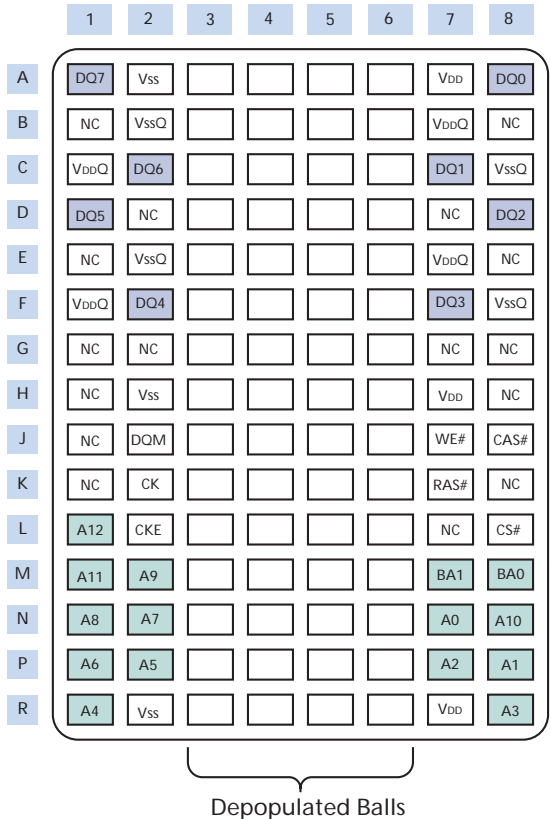 1 2 3 4 5 6 7 8
A DQ7 Vss VDD DQ0
B NC VssQ VDDQ NC
C VDDQ DQ6 DQ1 VssQ
D DQ5 NC NC DQ2
E NC VssQ VDDQ NC
F VDDQ DQ4 DQ3 VssQ
G NC NC NC NC
H NC Vss VDD NC
J NC DQM WE# CAS#
K NC CK RAS# NC
L A12 CKE NC CS#
M A11 A9 BA1 BA0
N A8 A7 A0 A10
P A6 A5 A2 A1
R A4 Vss VDD A3
Depopulated Balls